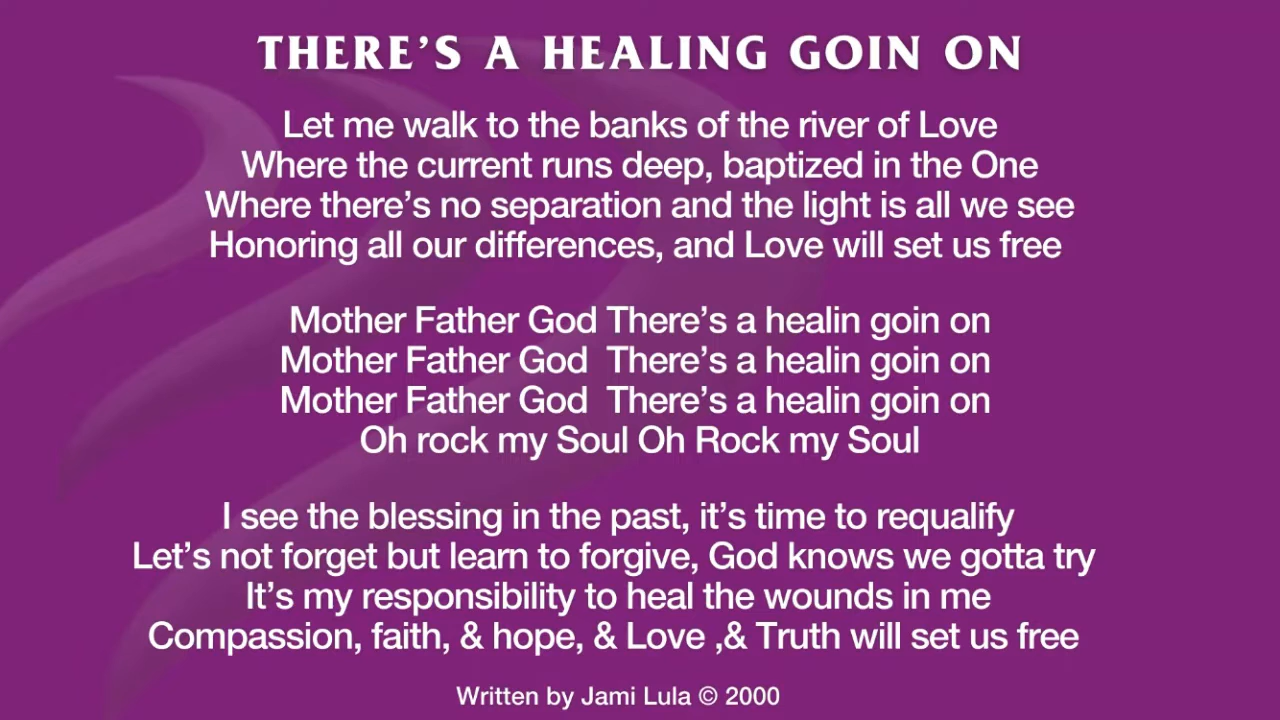 THERE'S A HEALING GOIN ON
Let me walk to the banks of the river of Love
Where the current runs deep, baptized in the One
Where there's no separation and the light is all we see
Honoring all our differences, and Love will set us free
Mother Father God There's a healin goin on
Mother Father God  There's a healin goin on
Mother Father God  There's a healin goin on
Oh rock my Soul Oh Rock my Soul
I see the blessing in the past, it's time to requalify
Let's not forget but learn to forgive, God knows we gotta try
It's my responsibility to heal the wounds in me
Compassion, faith, & hope, & Love ,& Truth will set us free
Written by Jami Lula © 2000